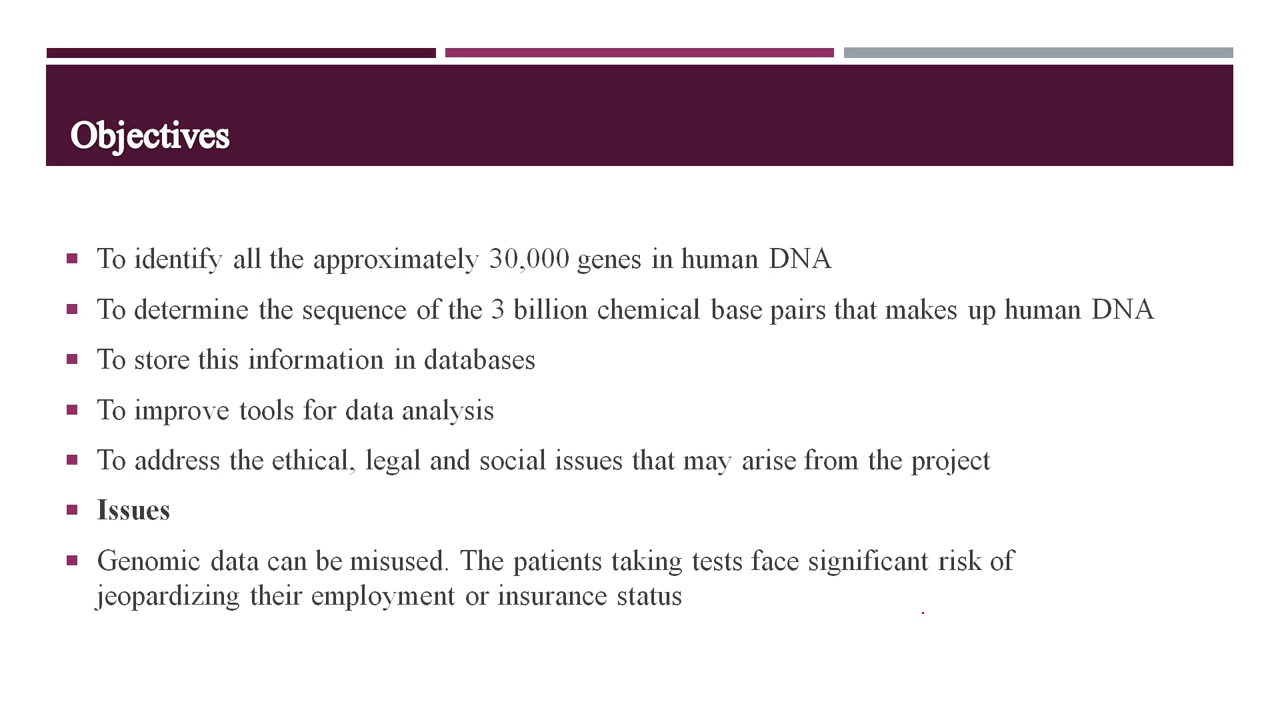 Objectives
To identify all the approximately 30,000 genes in human DNA
To determine the sequence of the 3 billion chemical base pairs that makes up human DNA
To store this information in databases
To improve tools for data analysis
To address the ethical, legal and social issues that may arise from the project
Issues
Genomic data can be misused. The patients taking tests face significant risk of
jeopardizing their employment or insurance status